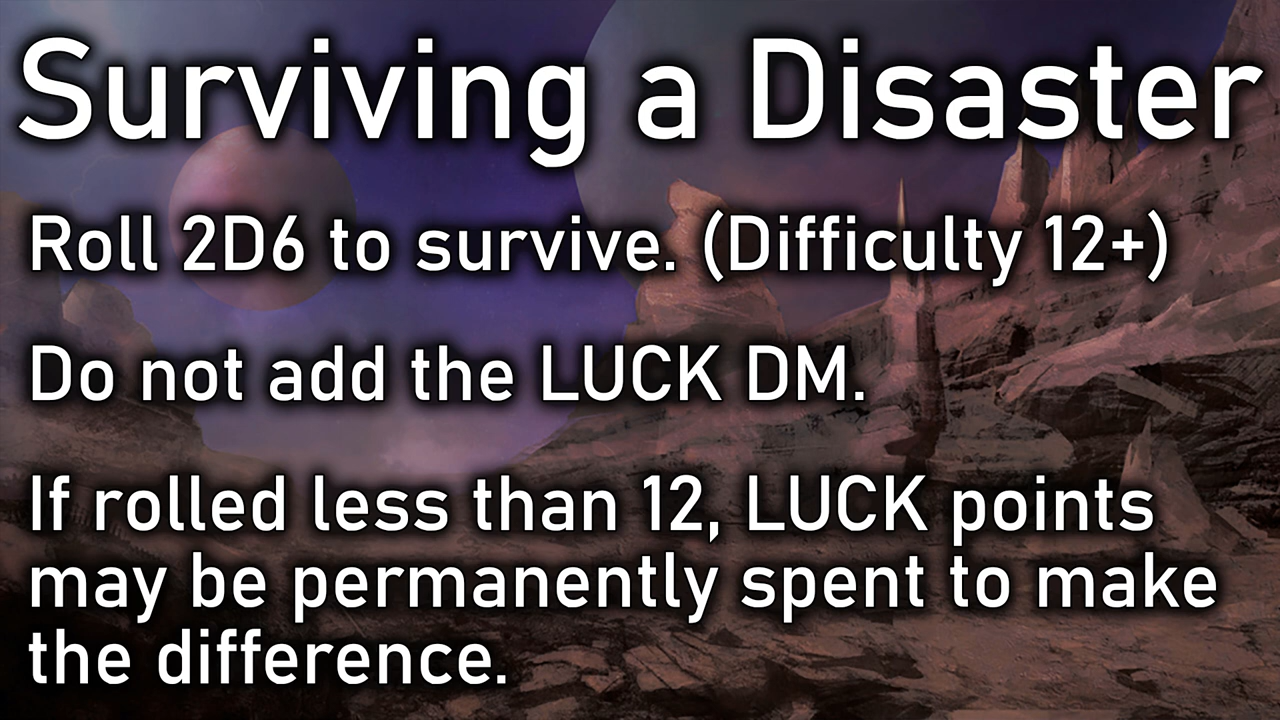 Surviving a Disaster
Roll 2D6 to survive. (Difficulty 12+)
Do not add the LUCK DM.
If rolled less than 12, LUCK points
may be permanently spent to make
the difference.